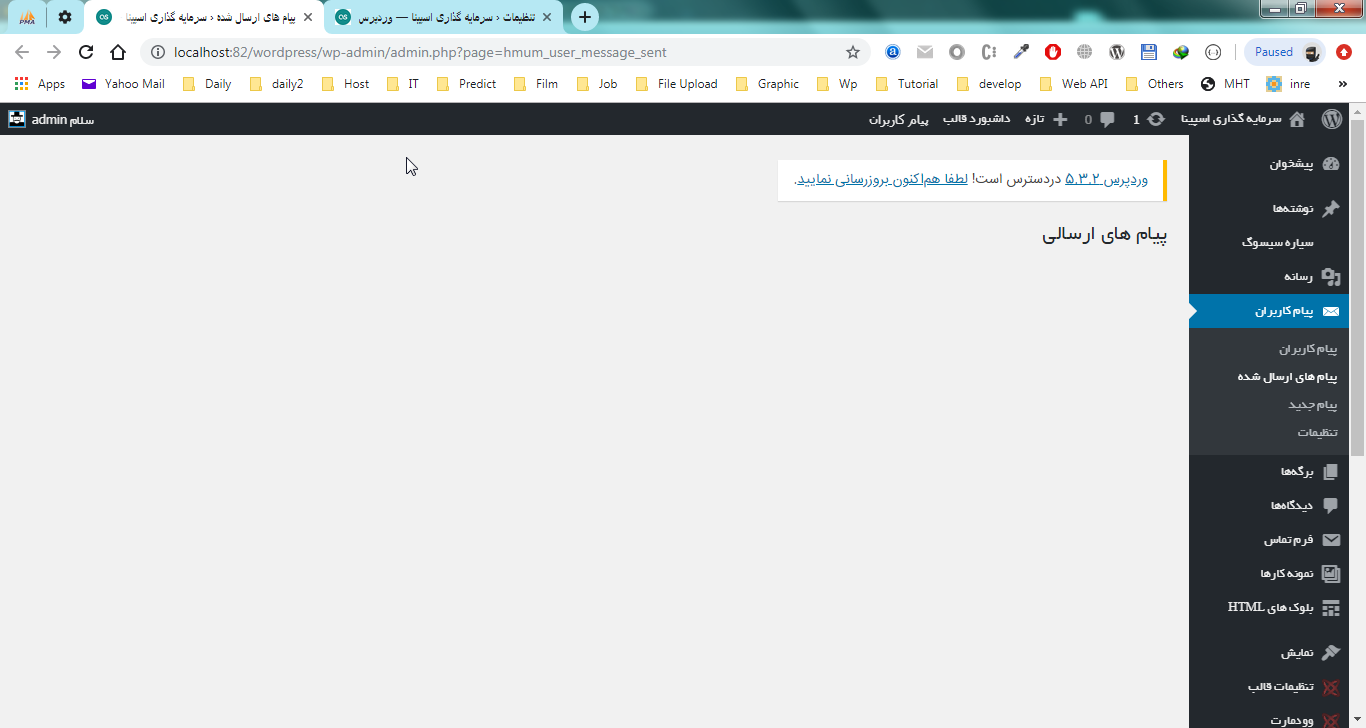 PMA
پیام های ارسال شده ‹ سرمایه گذاری اسپینا
تنظیمات ‹ سرمایه گذاری اسپینا — وردپرس
localhost:82/wordpress/wp-admin/admin.php?page=hmum_user_message_sent
Paused
Apps Yahoo Mail Daily daily2 Host IT Predict Film Job File Upload Graphic Wp Tutorial develop Web API Others MHT inre »
سرمایه گذاری اسپینا 1 0 تازه داشبورد قالب پیام کاربران سلام admin
وردپرس ۵.۳.۲ دردسترس است! لطفا هم‌اکنون بروزرسانی نمایید.
پیام های ارسالی
پیشخوان
نوشته‌ها
سیاره سیسوگ
رسانه
پیام کاربران
پیام کاربران
پیام های ارسال شده
پیام جدید
تنظیمات
برگه‌ها
دیدگاه‌ها
فرم تماس
نمونه کارها
بلوک های HTML
نمایش
تنظیمات قالب
وودمارت